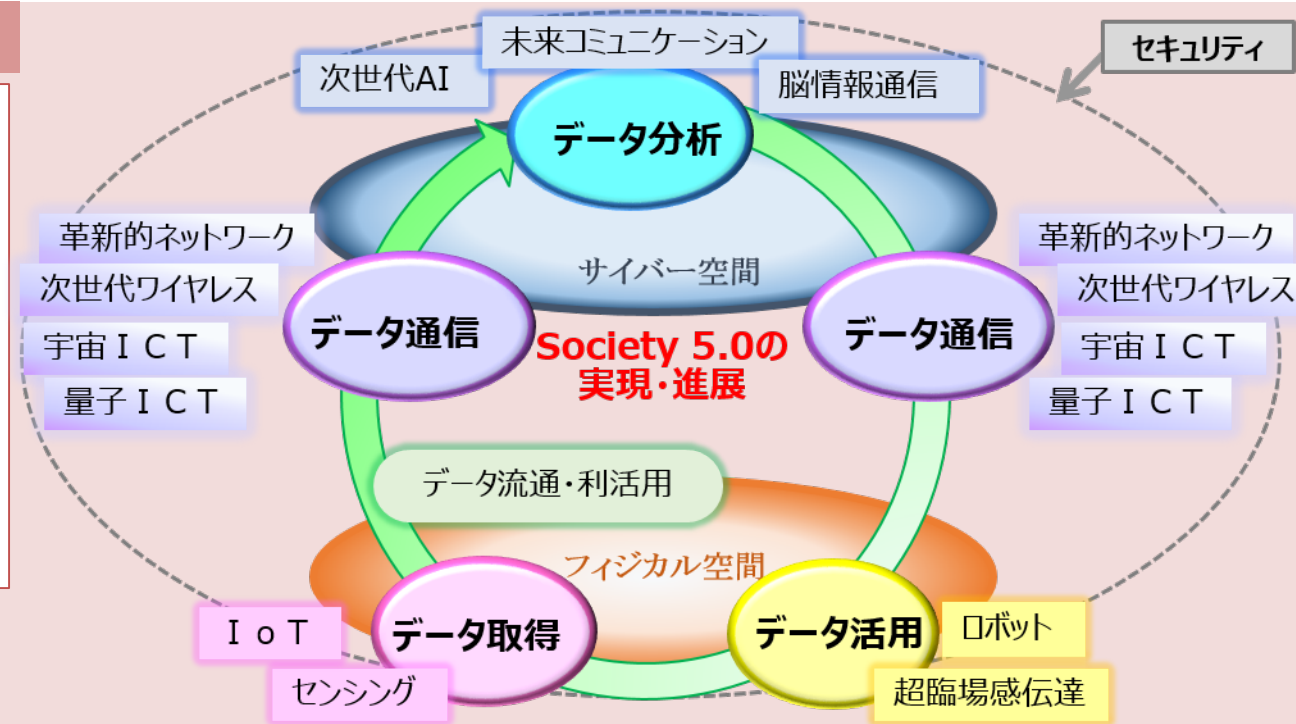 未来コミュニケーション
セキュリティ
次世代AI
脳情報通信
データ分析
革新的ネットワーク
次世代ワイヤレス
宇宙ＩＣＴ
量子ＩＣＴ
サイバー空間
革新的ネットワーク
次世代ワイヤレス
宇宙ＩＣＴ
量子ＩＣＴ
データ通信
Society 5.0の
実現・進展
データ通信
データ流通・利活用
フィジカル空間
ＩｏＴ
センシング
データ取得
データ活用
ロボット
超臨場感伝達